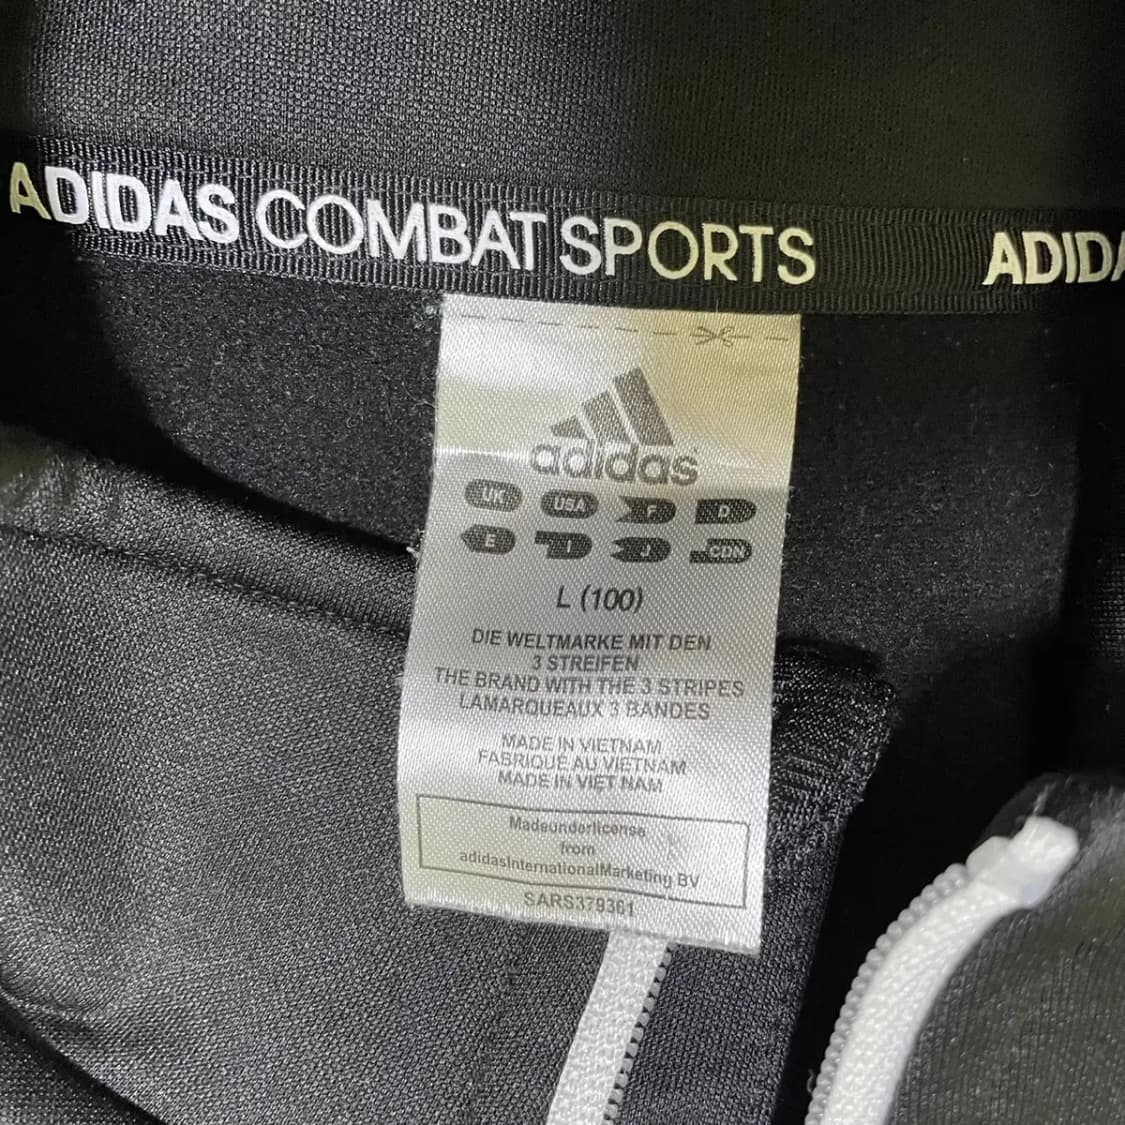 ADIDAS COMBAT SPORTS ADIDA
adidas
UK USA F D
E I J CDN
L (100)
DIE WELTMARKE MIT DEN
3 STREIFEN
THE BRAND WITH THE 3 STRIPES
LAMARQUEAUX 3 BANDES
MADE IN VIETNAM
FABRIQUE AU VIETNAM
MADE IN VIET NAM
Madeunderlicense
from
adidasInternationalMarketing BV
SARS379361